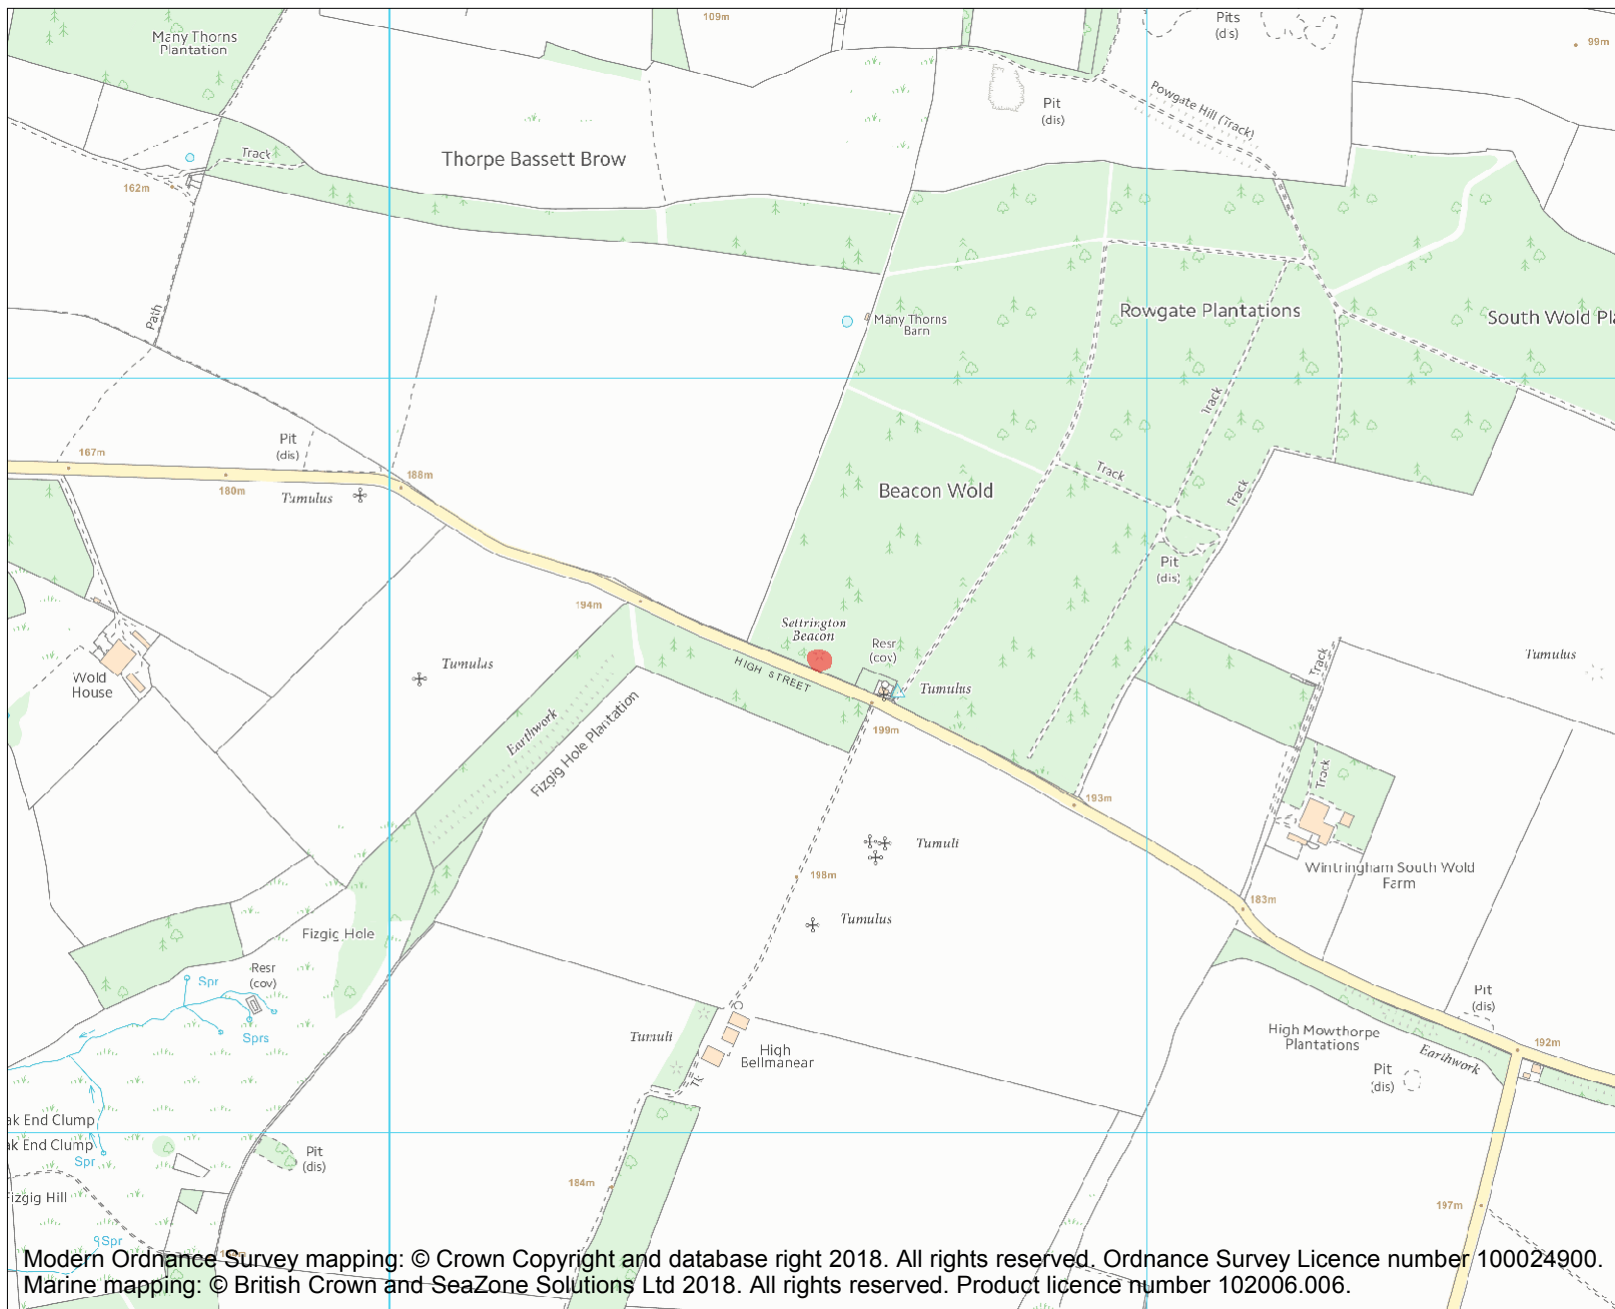 109m
Pits
(dis)
99m
Many Thorns
Plantation
Powgate Hill (Track)
Pit
(dis)
Track
Thorpe Bassett Brow
162m
Path
Many Thorns
Barn
Rowgate Plantations
South Wold Pl
Track
Pit
(dis)
167m
180m
188m
Tumulus
Track
Track
Beacon Wold
Pit
(dis)
194m
Settrington
Beacon
Resr
(cov)
HIGH STREET
Tumulus
199m
Tumulus
Wold
House
Earthwork
Fizgig Hole Plantation
Track
Tumulus
Track
193m
Tumuli
198m
Tumulus
Wintringham South Wold
Farm
183m
Fizgig Hole
Resr
(cov)
Spr
Sprs
Tumuli
High
Bellmanear
Tk
Pit
(dis)
High Mowthorpe
Plantations
Earthwork
192m
Pit
(dis)
ak End Clump
ak End Clump
Spr
Pit
(dis)
184m
Fizgig Hill
197m
Spr
Modern Ordnance Survey mapping: © Crown Copyright and database right 2018. All rights reserved. Ordnance Survey Licence number 100024900.
Marine mapping: © British Crown and SeaZone Solutions Ltd 2018. All rights reserved. Product licence number 102006.006.